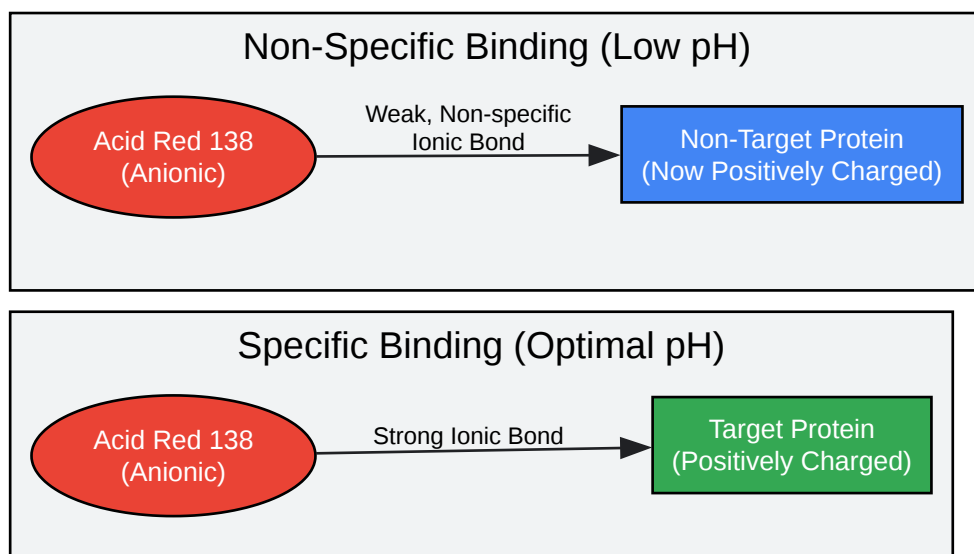 Non-Specific Binding (Low pH)
Acid Red 138
(Anionic)
Weak, Non-specific
Ionic Bond
Non-Target Protein
(Now Positively Charged)
Specific Binding (Optimal pH)
Acid Red 138
(Anionic)
Strong Ionic Bond
Target Protein
(Positively Charged)